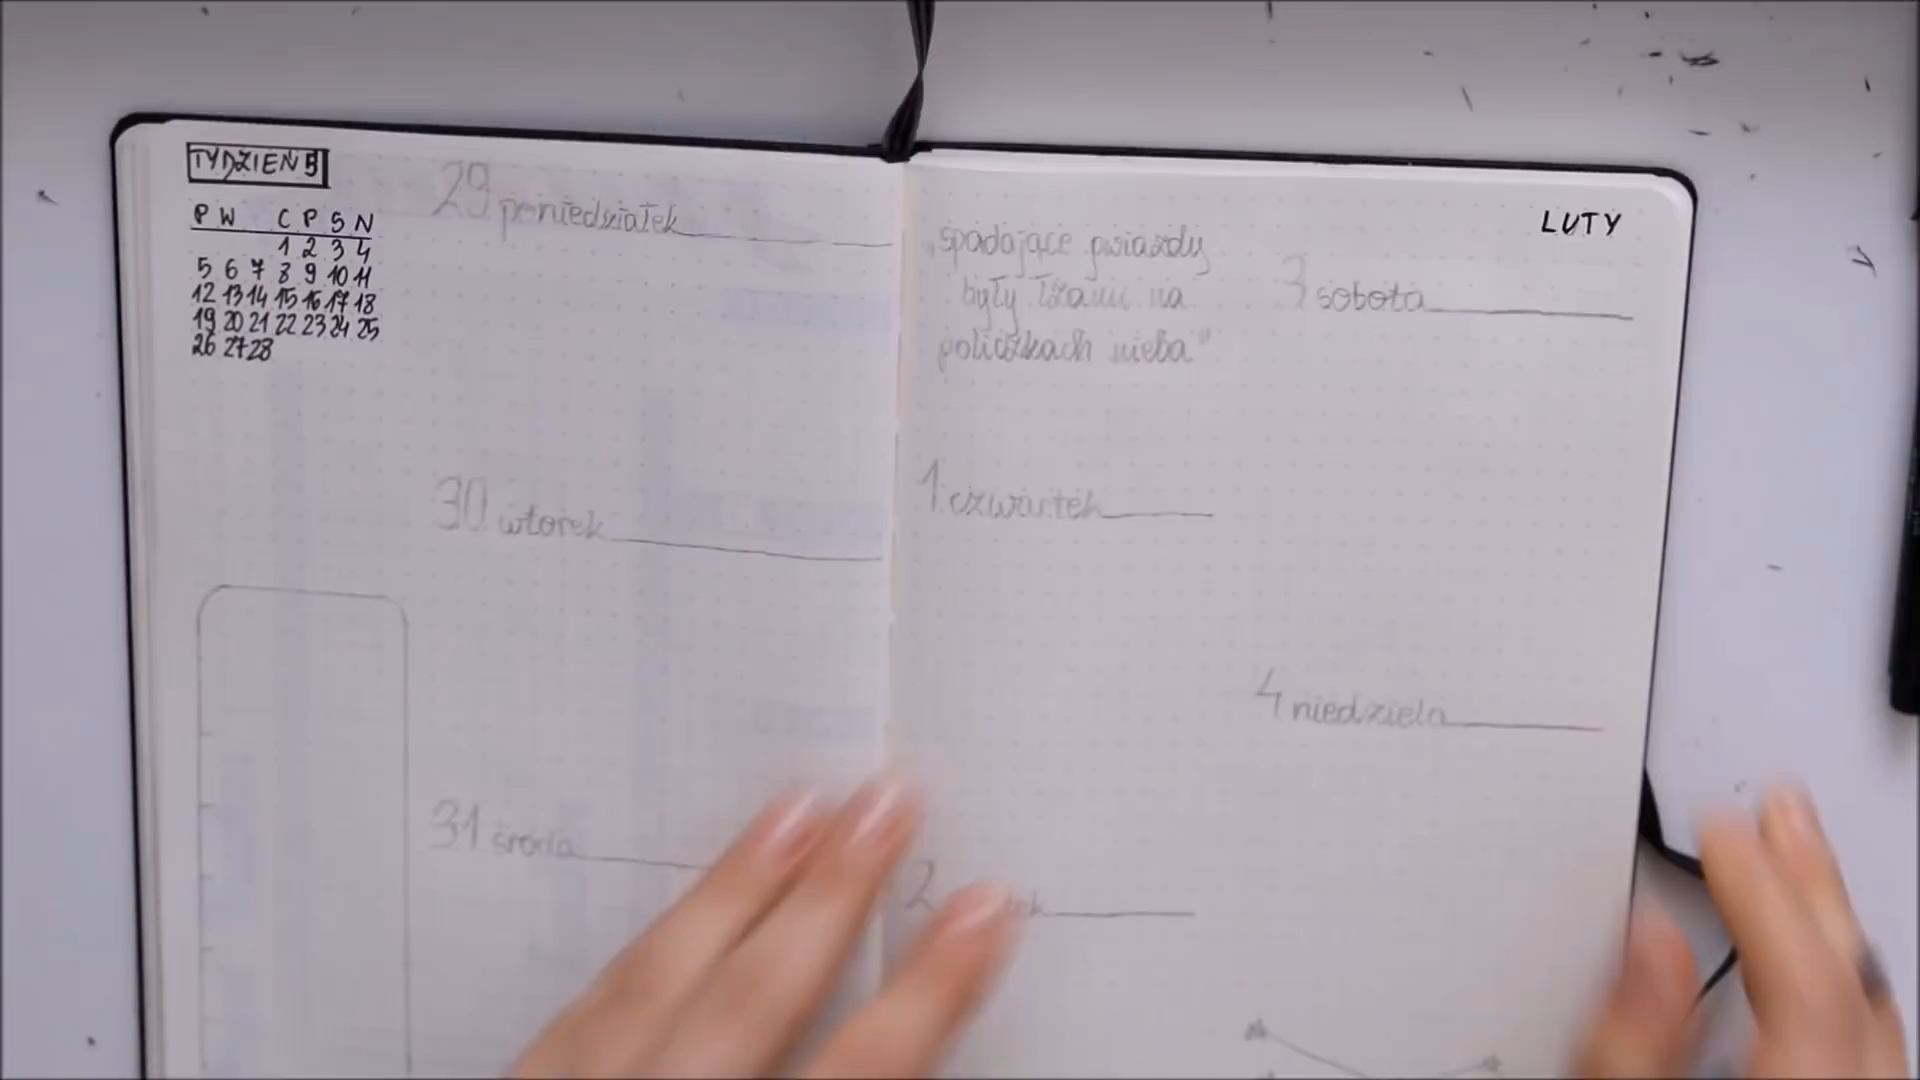 TYDZIEŃ 5
P W C P S N
1 2 3 4
5 6 7 8 9 10 11
12 13 14 15 16 17 18
19 20 21 22 23 24 25
26 27 28
29 poniedziałek
30 wtorek
31 środa
„spadające gwiazdy
były łzami na
policzkach nieba"
1 czwartek
2
LUTY
3 sobota
4 niedziela